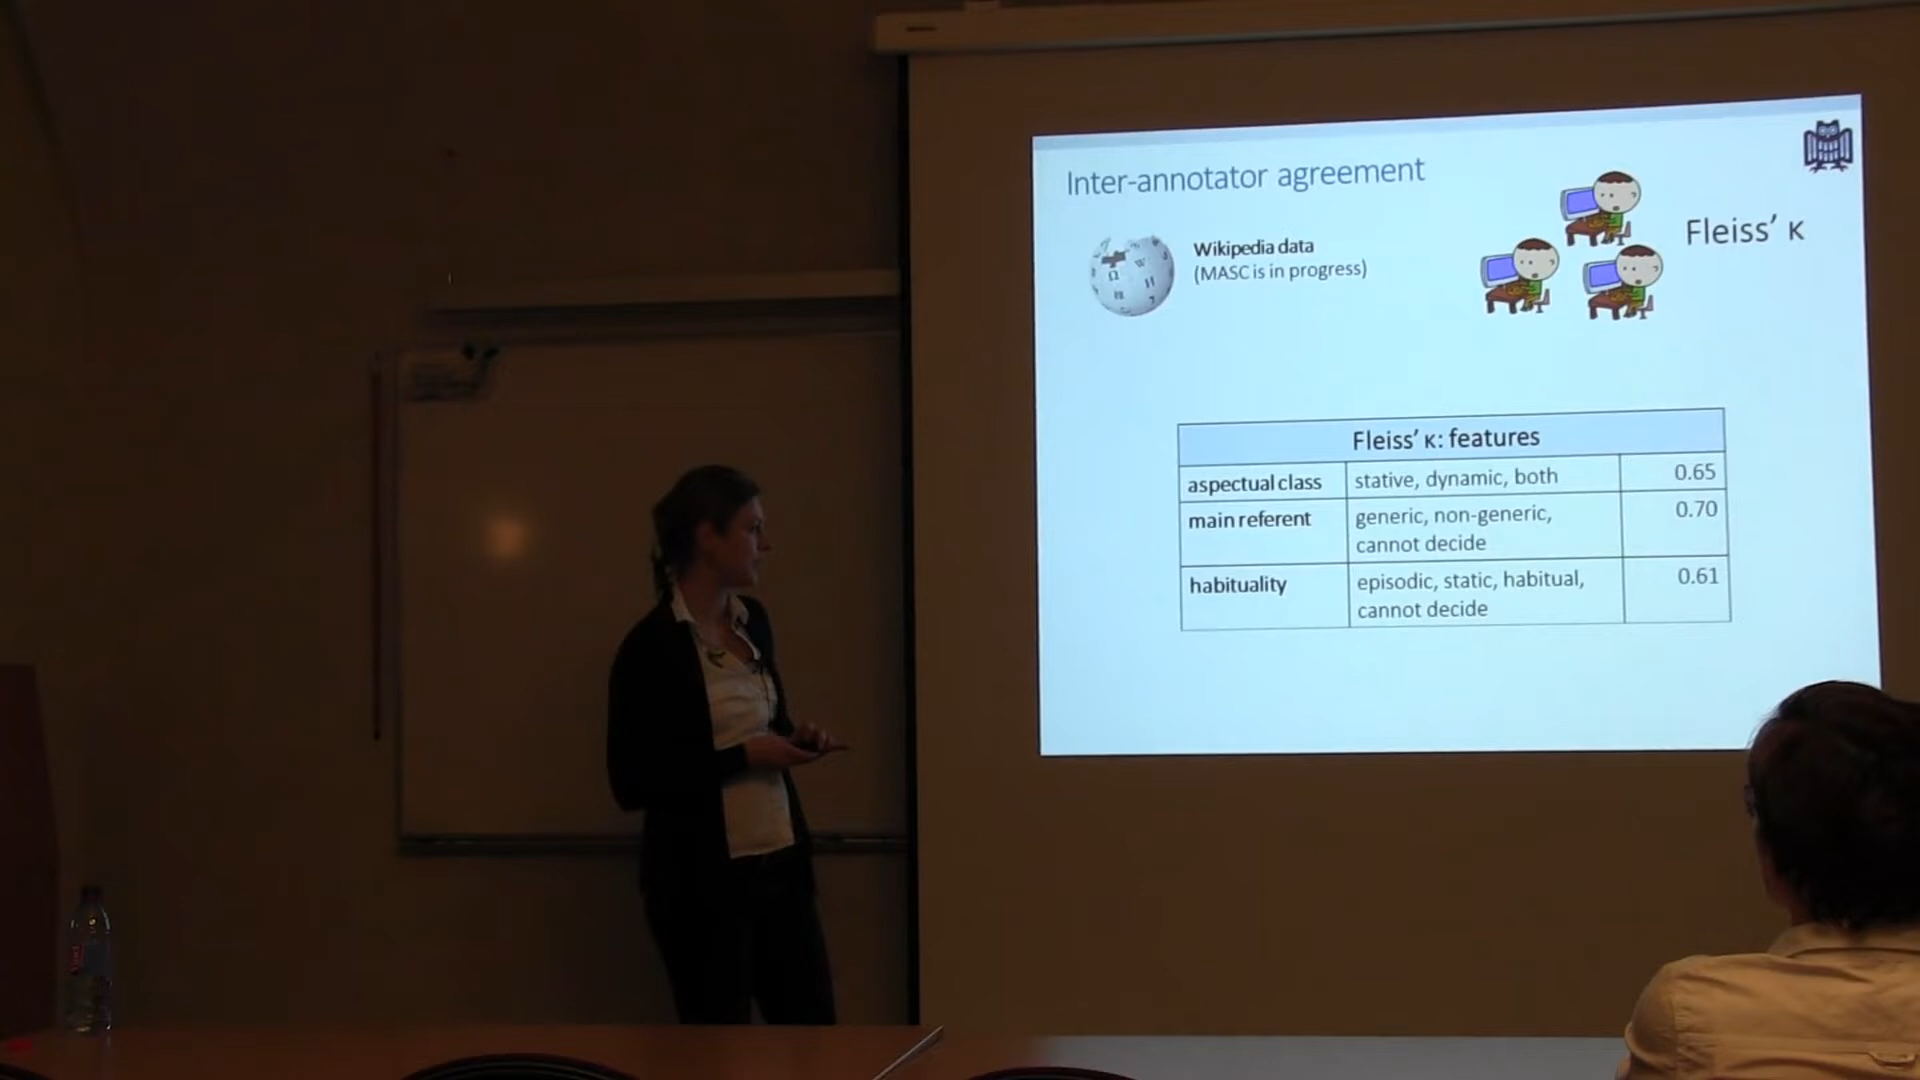 Inter-annotator agreement
Wikipedia data
(MASC is in progress)
Fleiss’ κ
Fleiss’ κ: features
aspectual class stative, dynamic, both 0.65
main referent generic, non-generic, 0.70
cannot decide
habituality episodic, static, habitual, 0.61
cannot decide